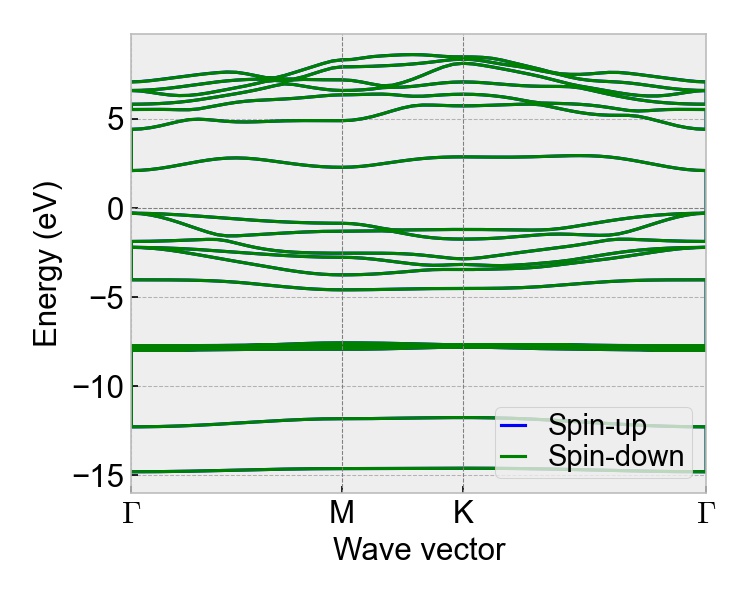 Energy (eV)
5
0
−5
−10
−15
Spin-up
Spin-down
Γ M K Γ
Wave vector